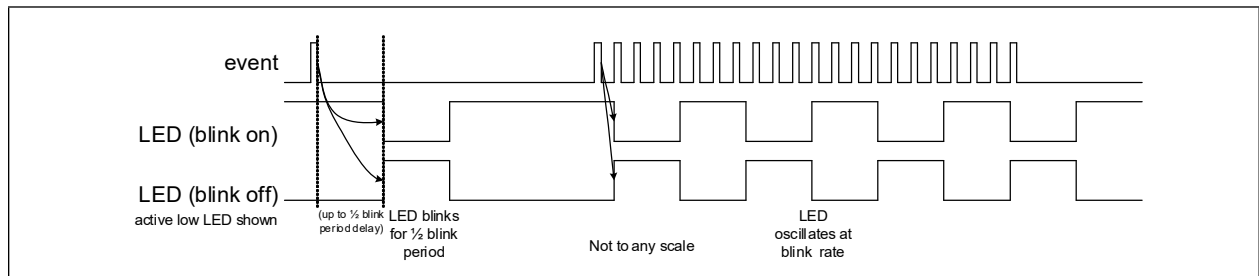 event
LED (blink on)
LED (blink off)
active low LED shown
(up to ½ blink
period delay)
LED blinks
for ½ blink
period
Not to any scale
LED
oscillates at
blink rate